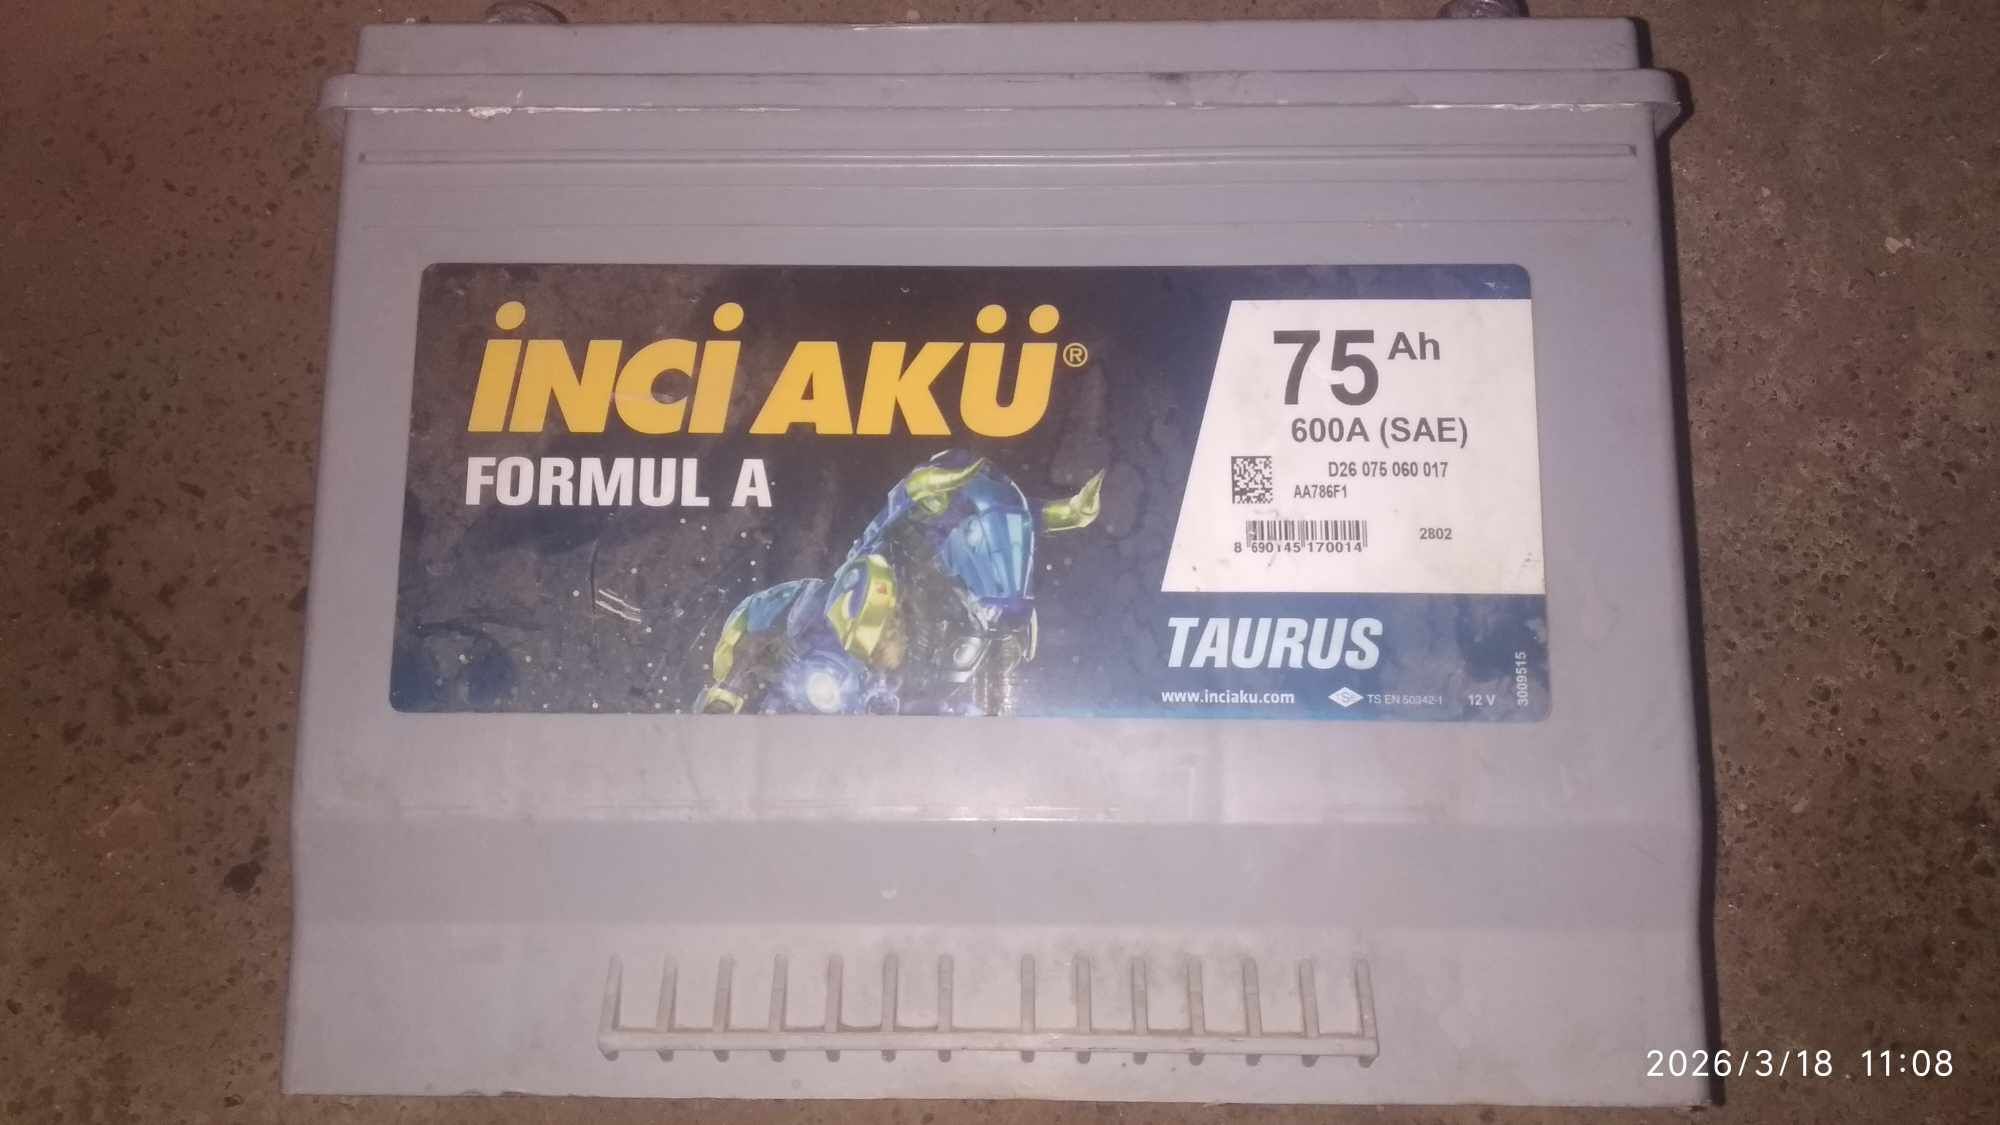 İNCİ AKÜ®
FORMUL A
75 Ah
600A (SAE)
D26 075 060 017
AA786F1
8 690145 170014
2802
TAURUS
www.inciaku.com
TSE TS EN 50342-1 12 V
3009515
2026/3/18 11:08